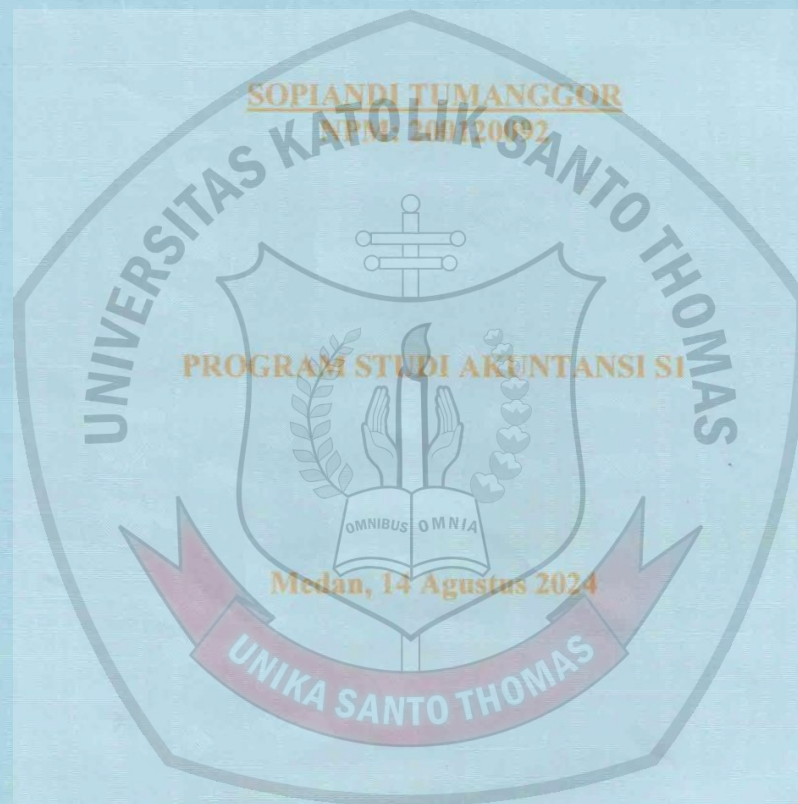 SOPIANDI TUMANGGOR
NPM: 200120092
UNIVERSITAS KATOLIK SANTO THOMAS
PROGRAM STUDI AKUNTANSI S1
OMNIBUS OMNIA
Medan, 14 Agustus 2024
UNIKA SANTO THOMAS